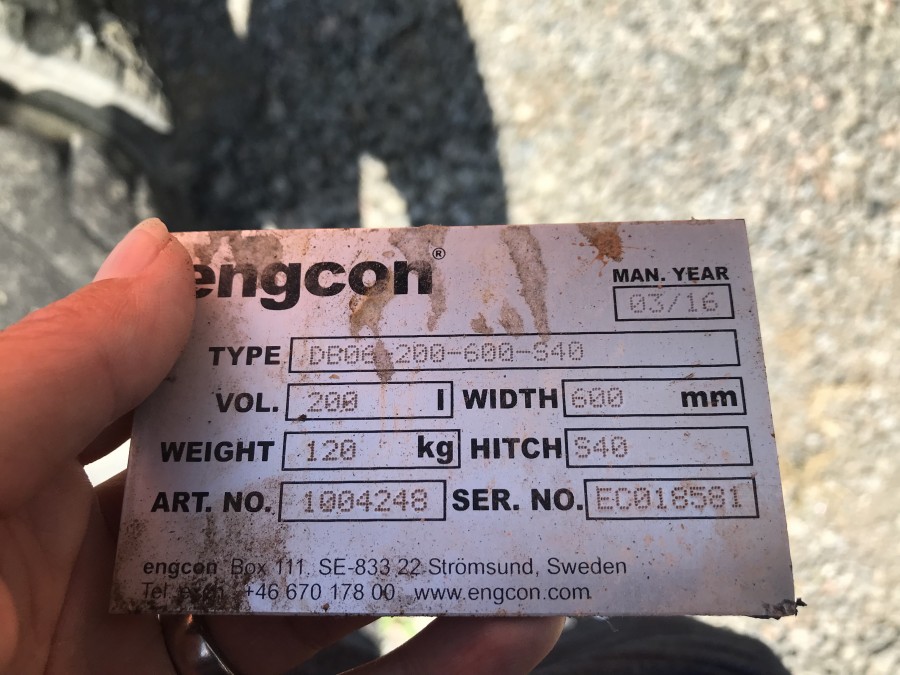 engcon®
MAN. YEAR
03/16
TYPE DB06-200-600-S40
VOL. 200 l WIDTH 600 mm
WEIGHT 120 kg HITCH S40
ART. NO. 1004248 SER. NO. EC018581
engcon Box 111, SE-833 22 Strömsund, Sweden
Tel +46 670 178 00 www.engcon.com